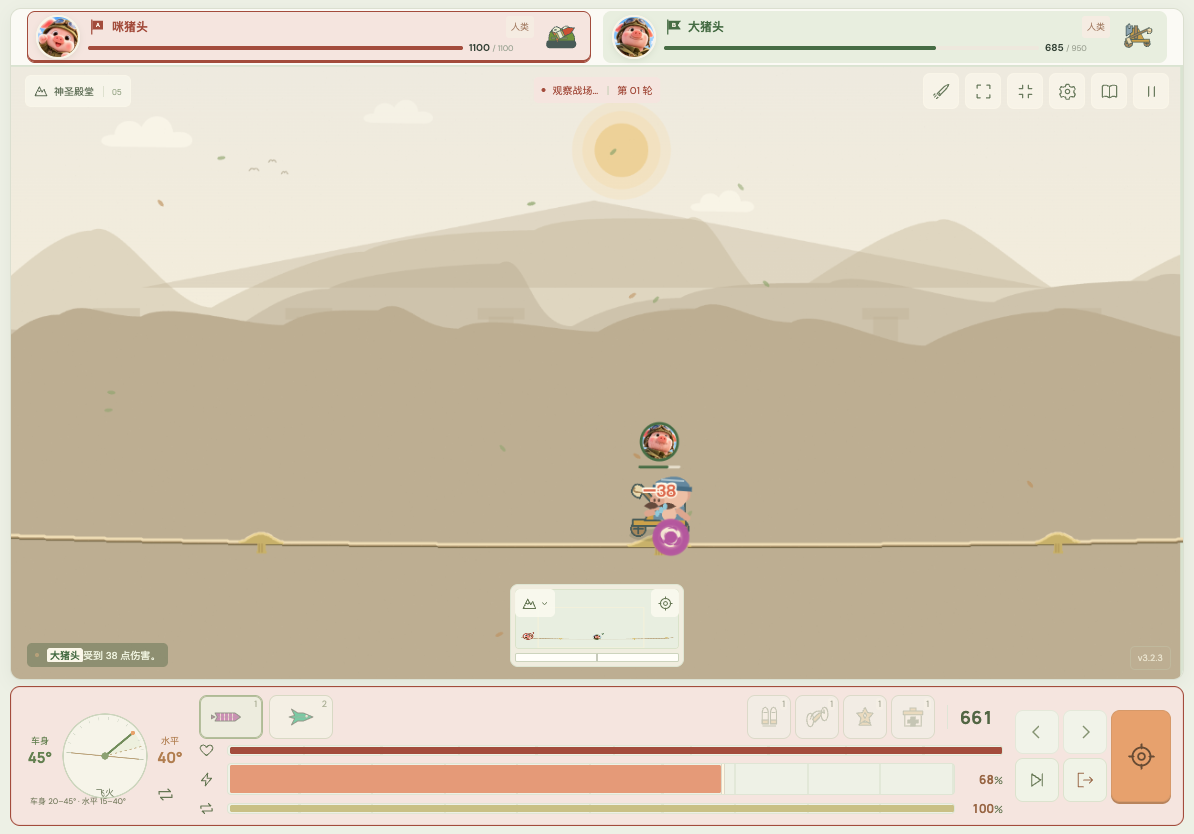 咪猪头
人类
1100 / 1100
大猪头
人类
685 / 950
神圣殿堂
05
观察战场…
第 01 轮
-38
大猪头受到 38 点伤害。
v3.2.3
车身
45°
水平
40°
飞火
车身 20–45° · 水平 15–40°
1
2
1
1
1
1
661
68%
100%